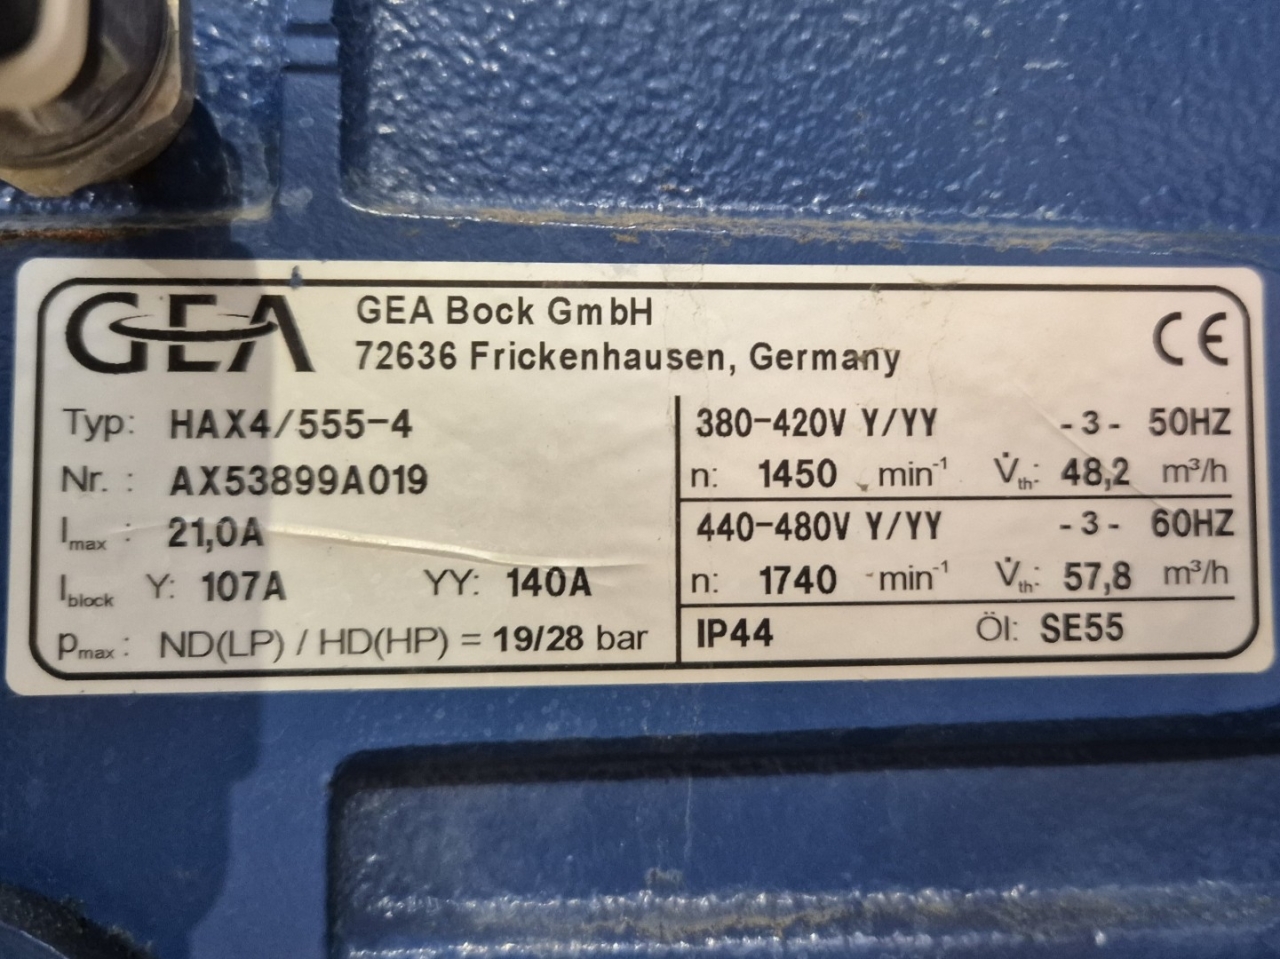 GEA
GEA Bock GmbH
72636 Frickenhausen, Germany
CE
Typ: HAX4/555-4
Nr. : AX53899A019
Imax : 21,0A
Iblock Y: 107A YY: 140A
pmax : ND(LP) / HD(HP) = 19/28 bar
380-420V Y/YY -3- 50HZ
n: 1450 min-1 V̇th: 48,2 m³/h
440-480V Y/YY -3- 60HZ
n: 1740 min-1 V̇th: 57,8 m³/h
IP44 Öl: SE55